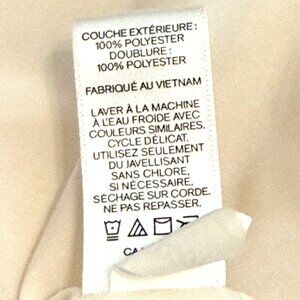 COUCHE EXTÉRIEURE:
100% POLYESTER
DOUBLURE:
100% POLYESTER
FABRIQUÉ AU VIETNAM
LAVER À LA MACHINE
À L'EAU FROIDE AVEC
COULEURS SIMILAIRES.
CYCLE DÉLICAT.
UTILISEZ SEULEMENT
DU JAVELLISANT
SANS CHLORE,
SI NÉCESSAIRE.
SÉCHAGE SUR CORDE.
NE PAS REPASSER.